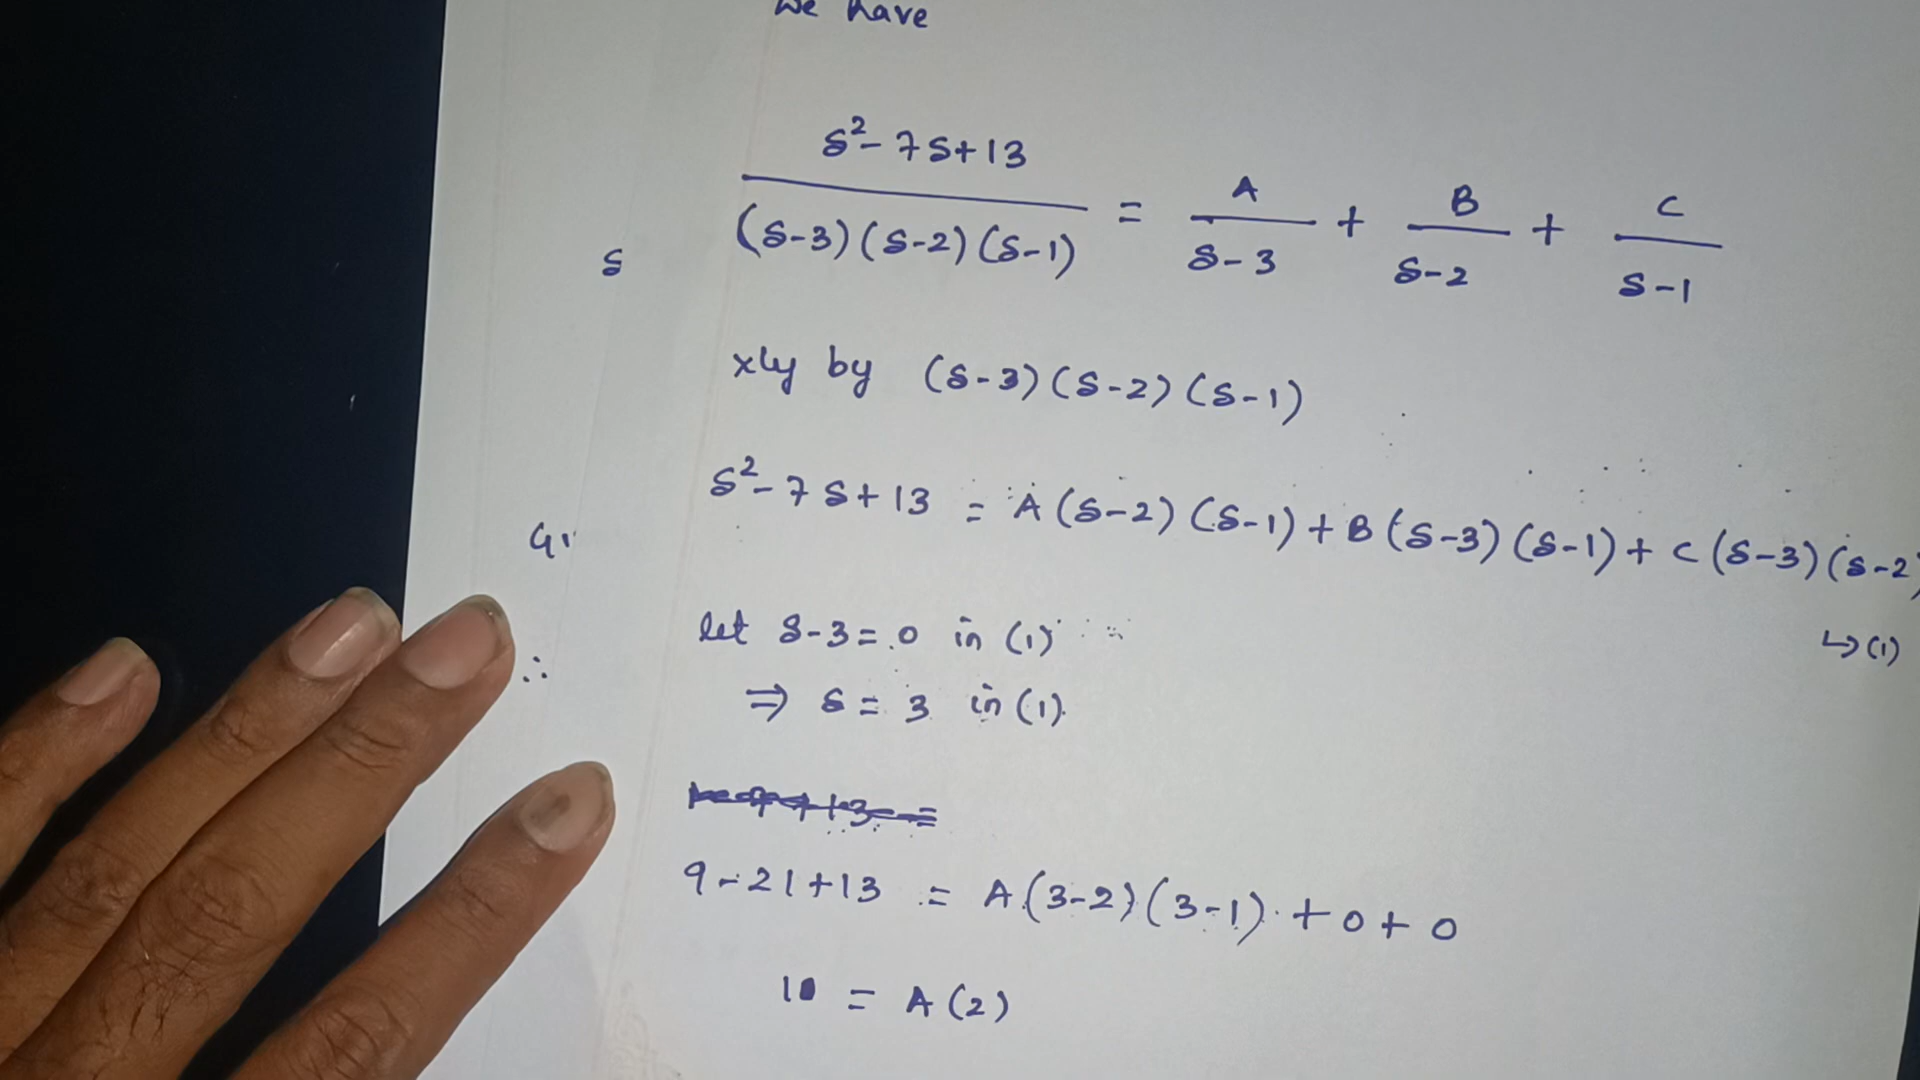 We have
s² - 7s + 13 / (s-3)(s-2)(s-1) = A / s-3 + B / s-2 + C / s-1
s
xly by (s-3)(s-2)(s-1)
s² - 7s + 13 = A(s-2)(s-1) + B(s-3)(s-1) + C(s-3)(s-2)
↳(1)
let s-3 = 0 in (1)
∴
⇒ s = 3 in (1)
9 - 21 + 13 = A(3-2)(3-1) + 0 + 0
= A(2)